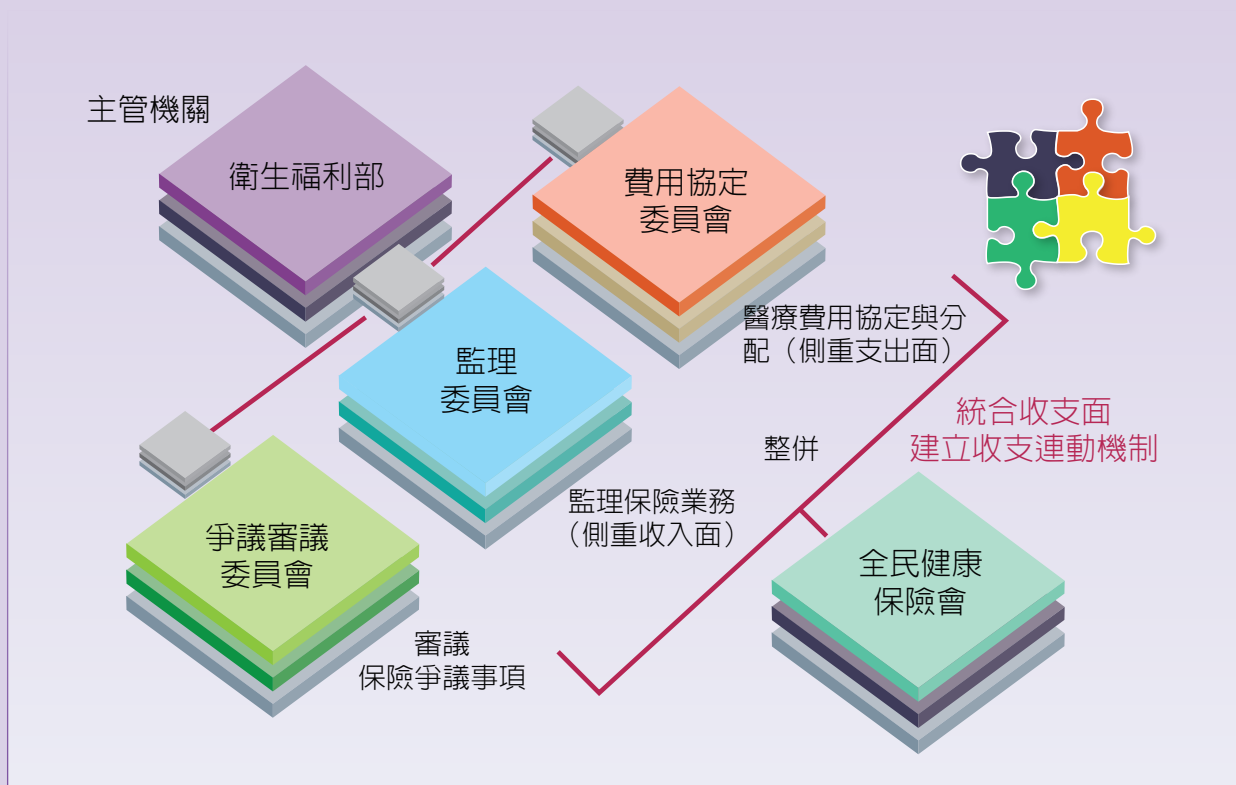 主管機關
衛生福利部
費用協定
委員會
醫療費用協定與分
配（側重支出面）
監理
委員會
監理保險業務
（側重收入面）
爭議審議
委員會
審議
保險爭議事項
整併
統合收支面
建立收支連動機制
全民健康
保險會